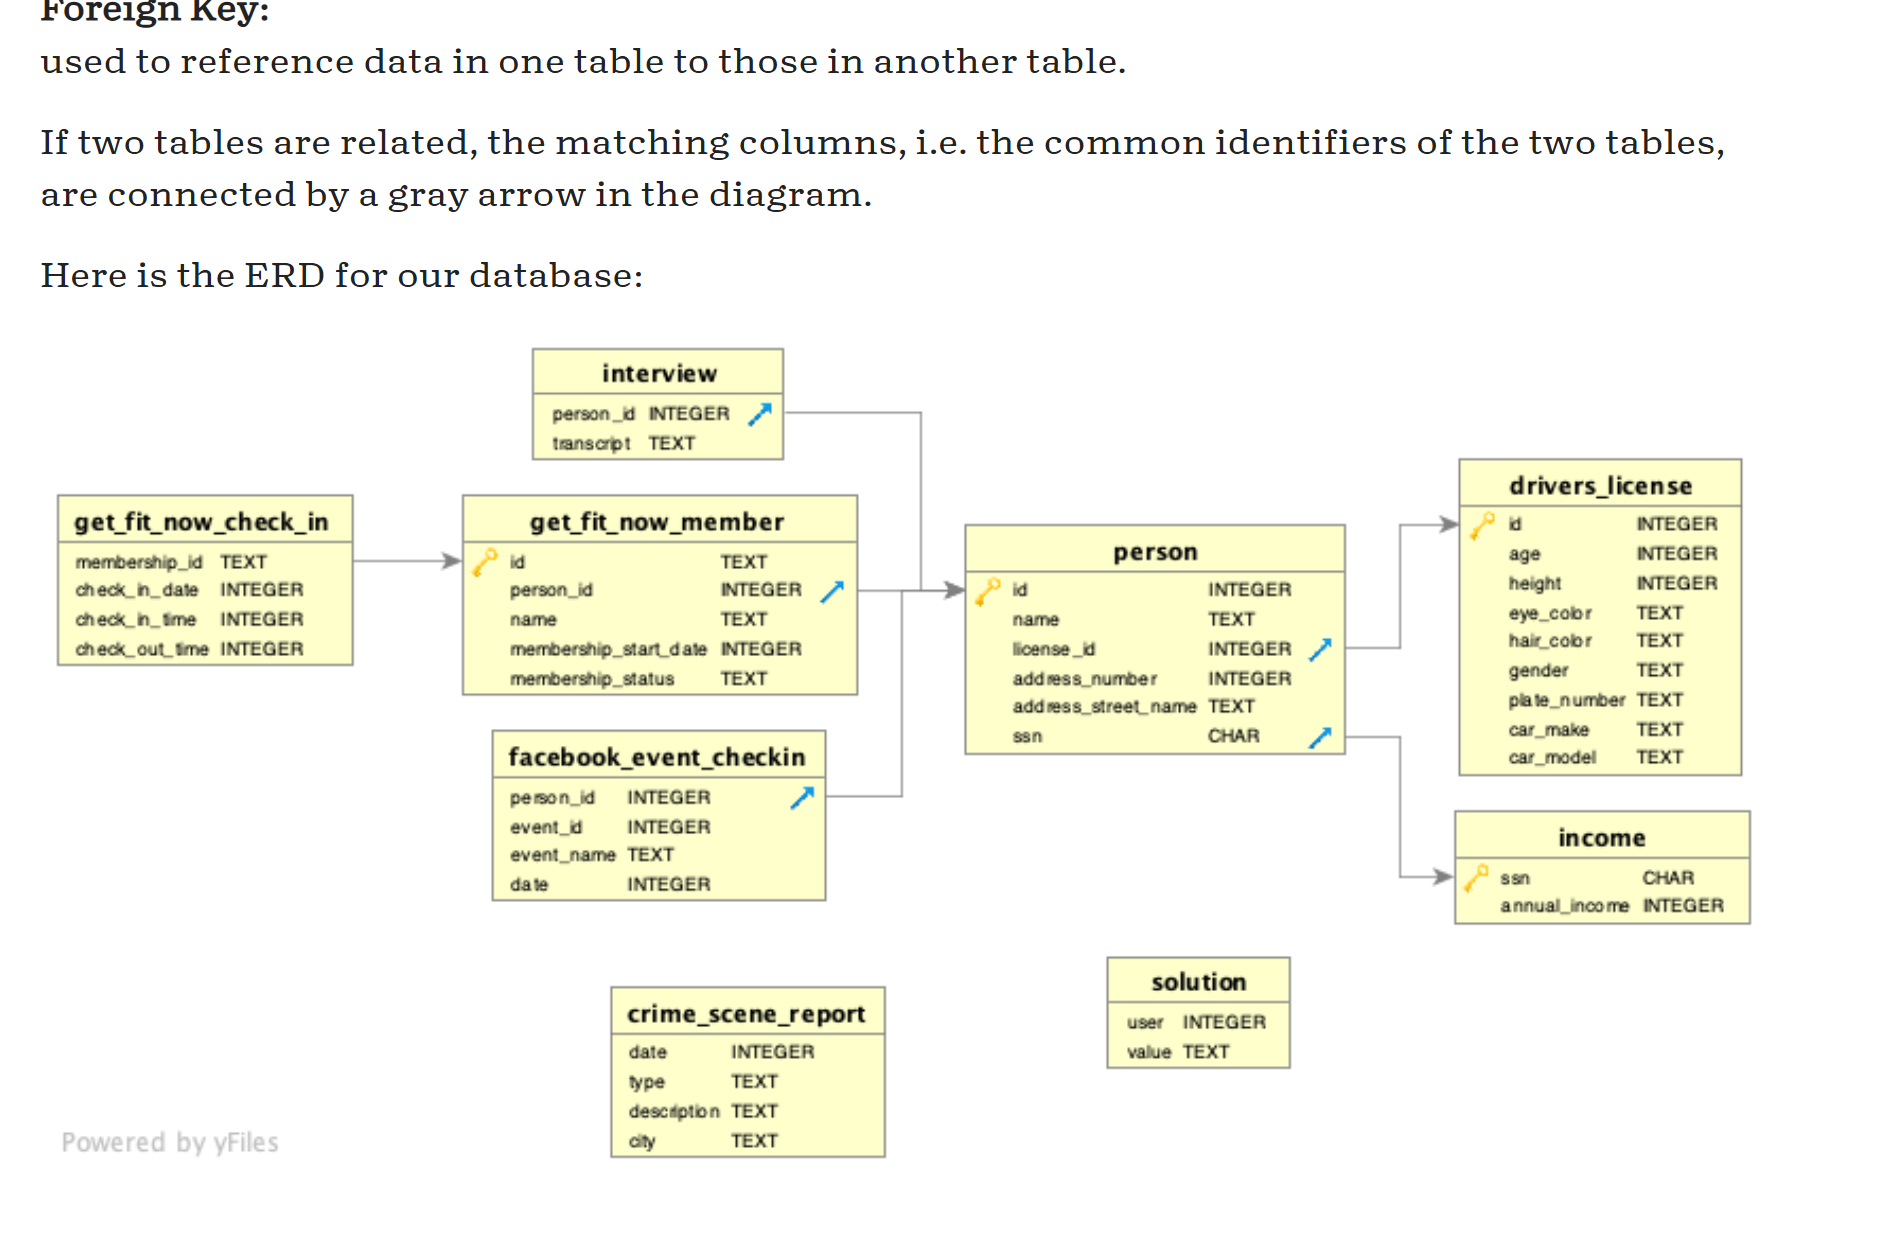 Foreign Key:
used to reference data in one table to those in another table.
If two tables are related, the matching columns, i.e. the common identifiers of the two tables,
are connected by a gray arrow in the diagram.
Here is the ERD for our database:
interview
person_id INTEGER
transcript TEXT
get_fit_now_check_in
membership_id TEXT
check_in_date INTEGER
check_in_time INTEGER
check_out_time INTEGER
get_fit_now_member
id TEXT
person_id INTEGER
name TEXT
membership_start_date INTEGER
membership_status TEXT
facebook_event_checkin
person_id INTEGER
event_id INTEGER
event_name TEXT
date INTEGER
person
id INTEGER
name TEXT
license_id INTEGER
address_number INTEGER
address_street_name TEXT
ssn CHAR
drivers_license
id INTEGER
age INTEGER
height INTEGER
eye_color TEXT
hair_color TEXT
gender TEXT
plate_number TEXT
car_make TEXT
car_model TEXT
income
ssn CHAR
annual_income INTEGER
crime_scene_report
date INTEGER
type TEXT
description TEXT
city TEXT
solution
user INTEGER
value TEXT
Powered by yFiles